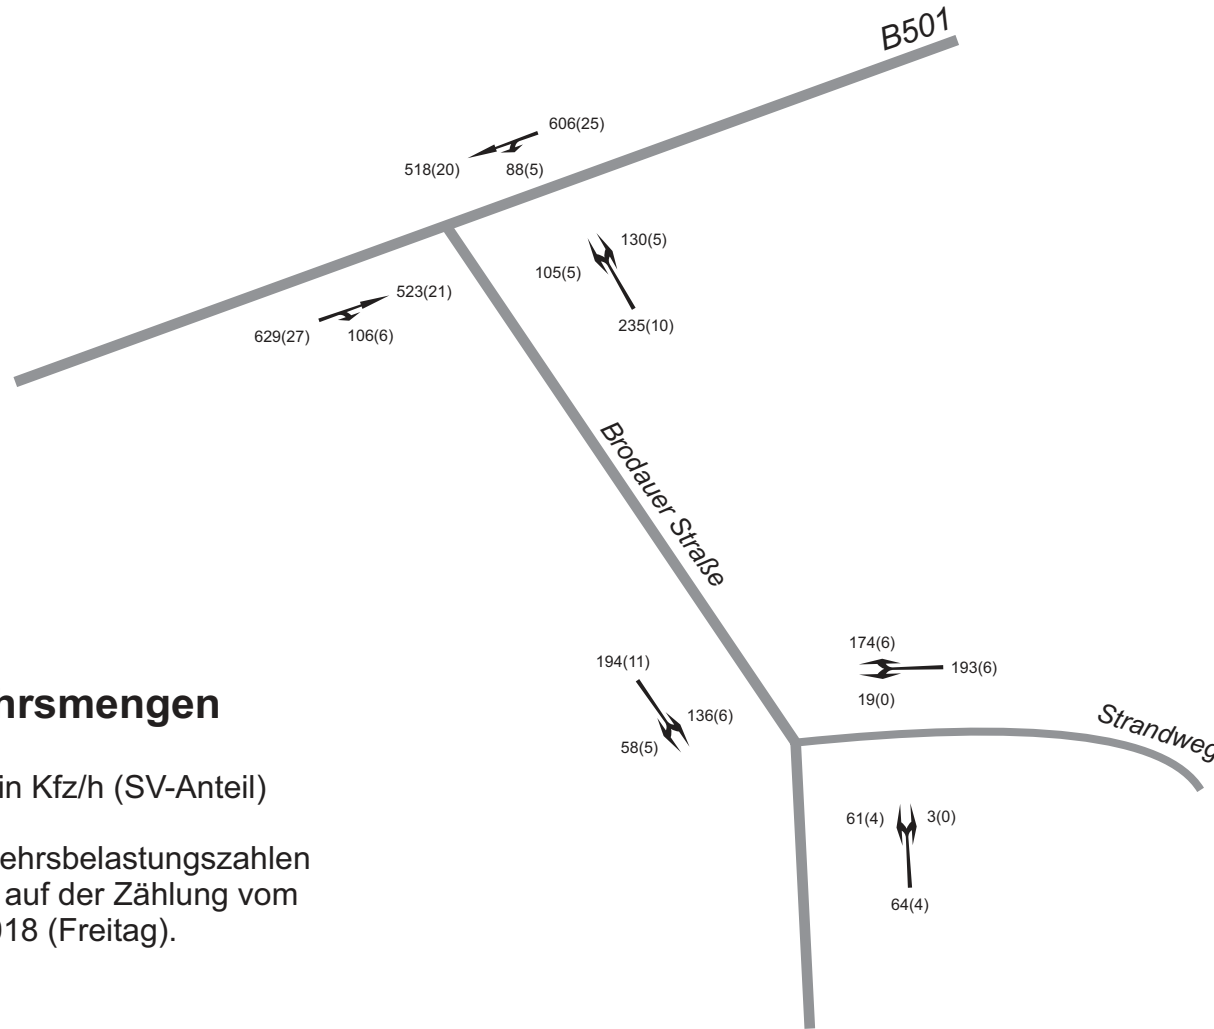 B501
606(25)
518(20)
88(5)
130(5)
105(5)
235(10)
523(21)
629(27)
106(6)
Brodauer Straße
194(11)
136(6)
58(5)
174(6)
193(6)
19(0)
Strandweg
61(4)
3(0)
64(4)
hrsmengen
in Kfz/h (SV-Anteil)
ehrsbelastungszahlen
auf der Zählung vom
18 (Freitag).